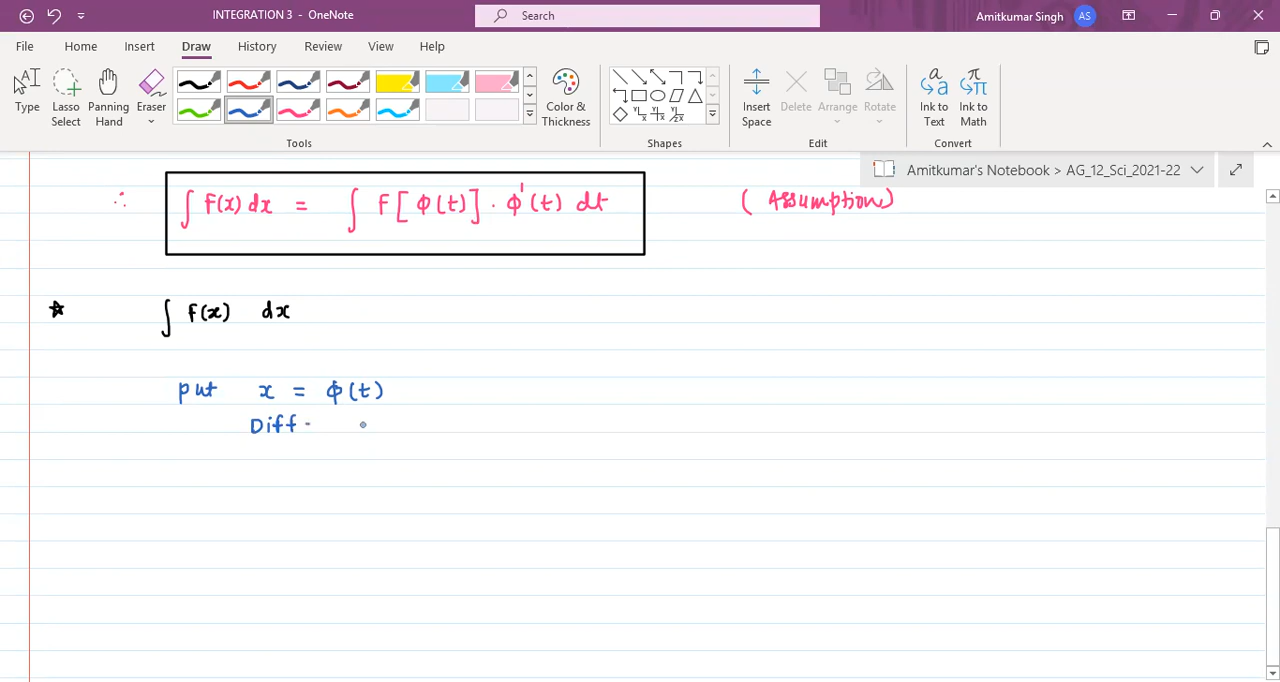 INTEGRATION 3 - OneNote
Search
Amitkumar Singh AS
File Home Insert Draw History Review View Help
Type Lasso Select Panning Hand Eraser
Color & Thickness
Insert Space Delete Arrange Rotate
Ink to Text Ink to Math
Tools Shapes Edit Convert
Amitkumar's Notebook > AG_12_Sci_2021-22
∴ ∫ F(x) dx = ∫ F[ϕ(t)] · ϕ'(t) dt (Assumption)
☆ ∫ F(x) dx
put x = ϕ(t)
Diff -